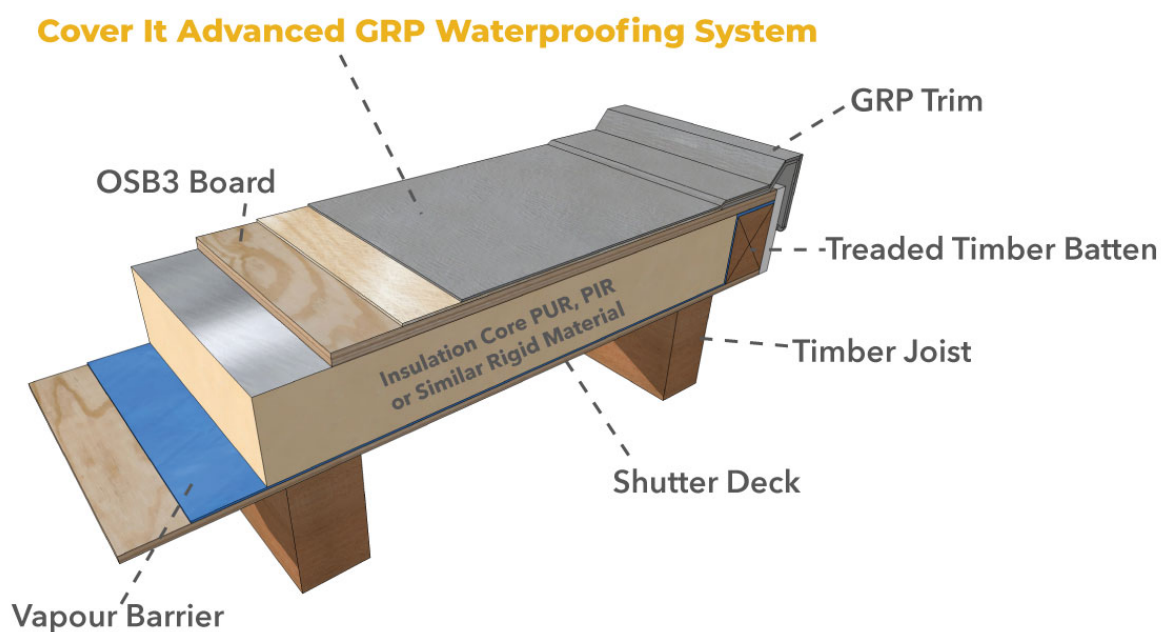 Cover It Advanced GRP Waterproofing System
GRP Trim
OSB3 Board
Treaded Timber Batten
Insulation Core PUR, PIR
or Similar Rigid Material
Timber Joist
Shutter Deck
Vapour Barrier